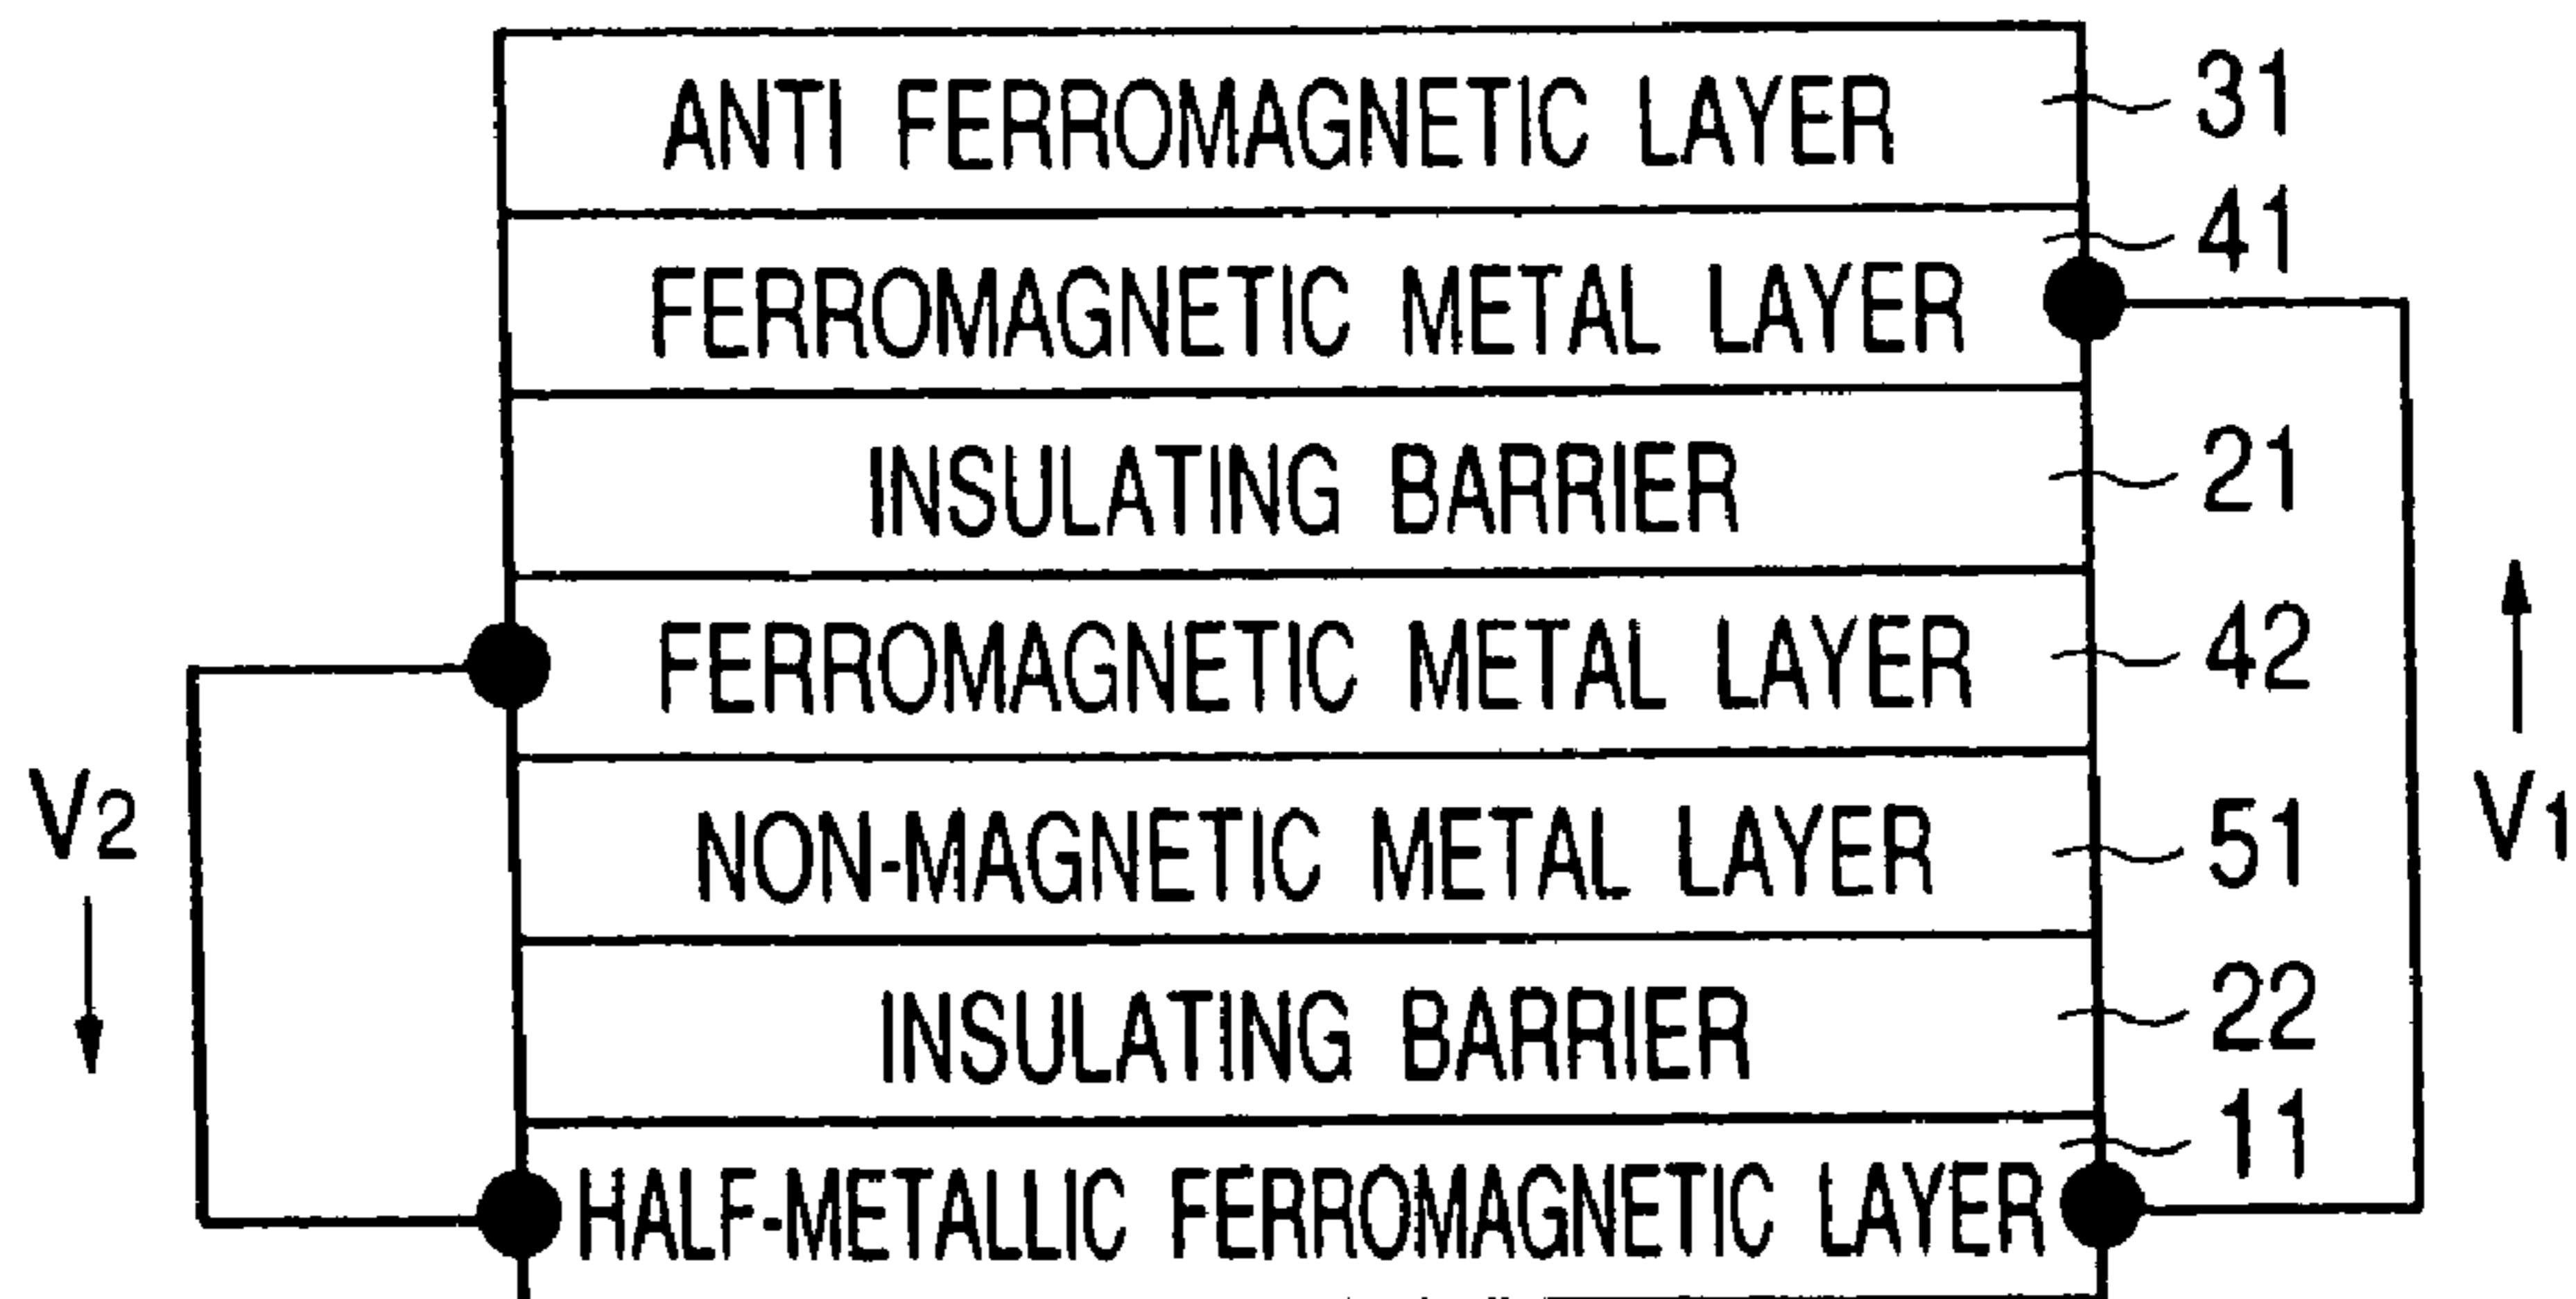 ANTI FERROMAGNETIC LAYER 31
41
FERROMAGNETIC METAL LAYER
INSULATING BARRIER 21
FERROMAGNETIC METAL LAYER 42
V2
NON-MAGNETIC METAL LAYER 51
V1
INSULATING BARRIER 22
11
HALF-METALLIC FERROMAGNETIC LAYER